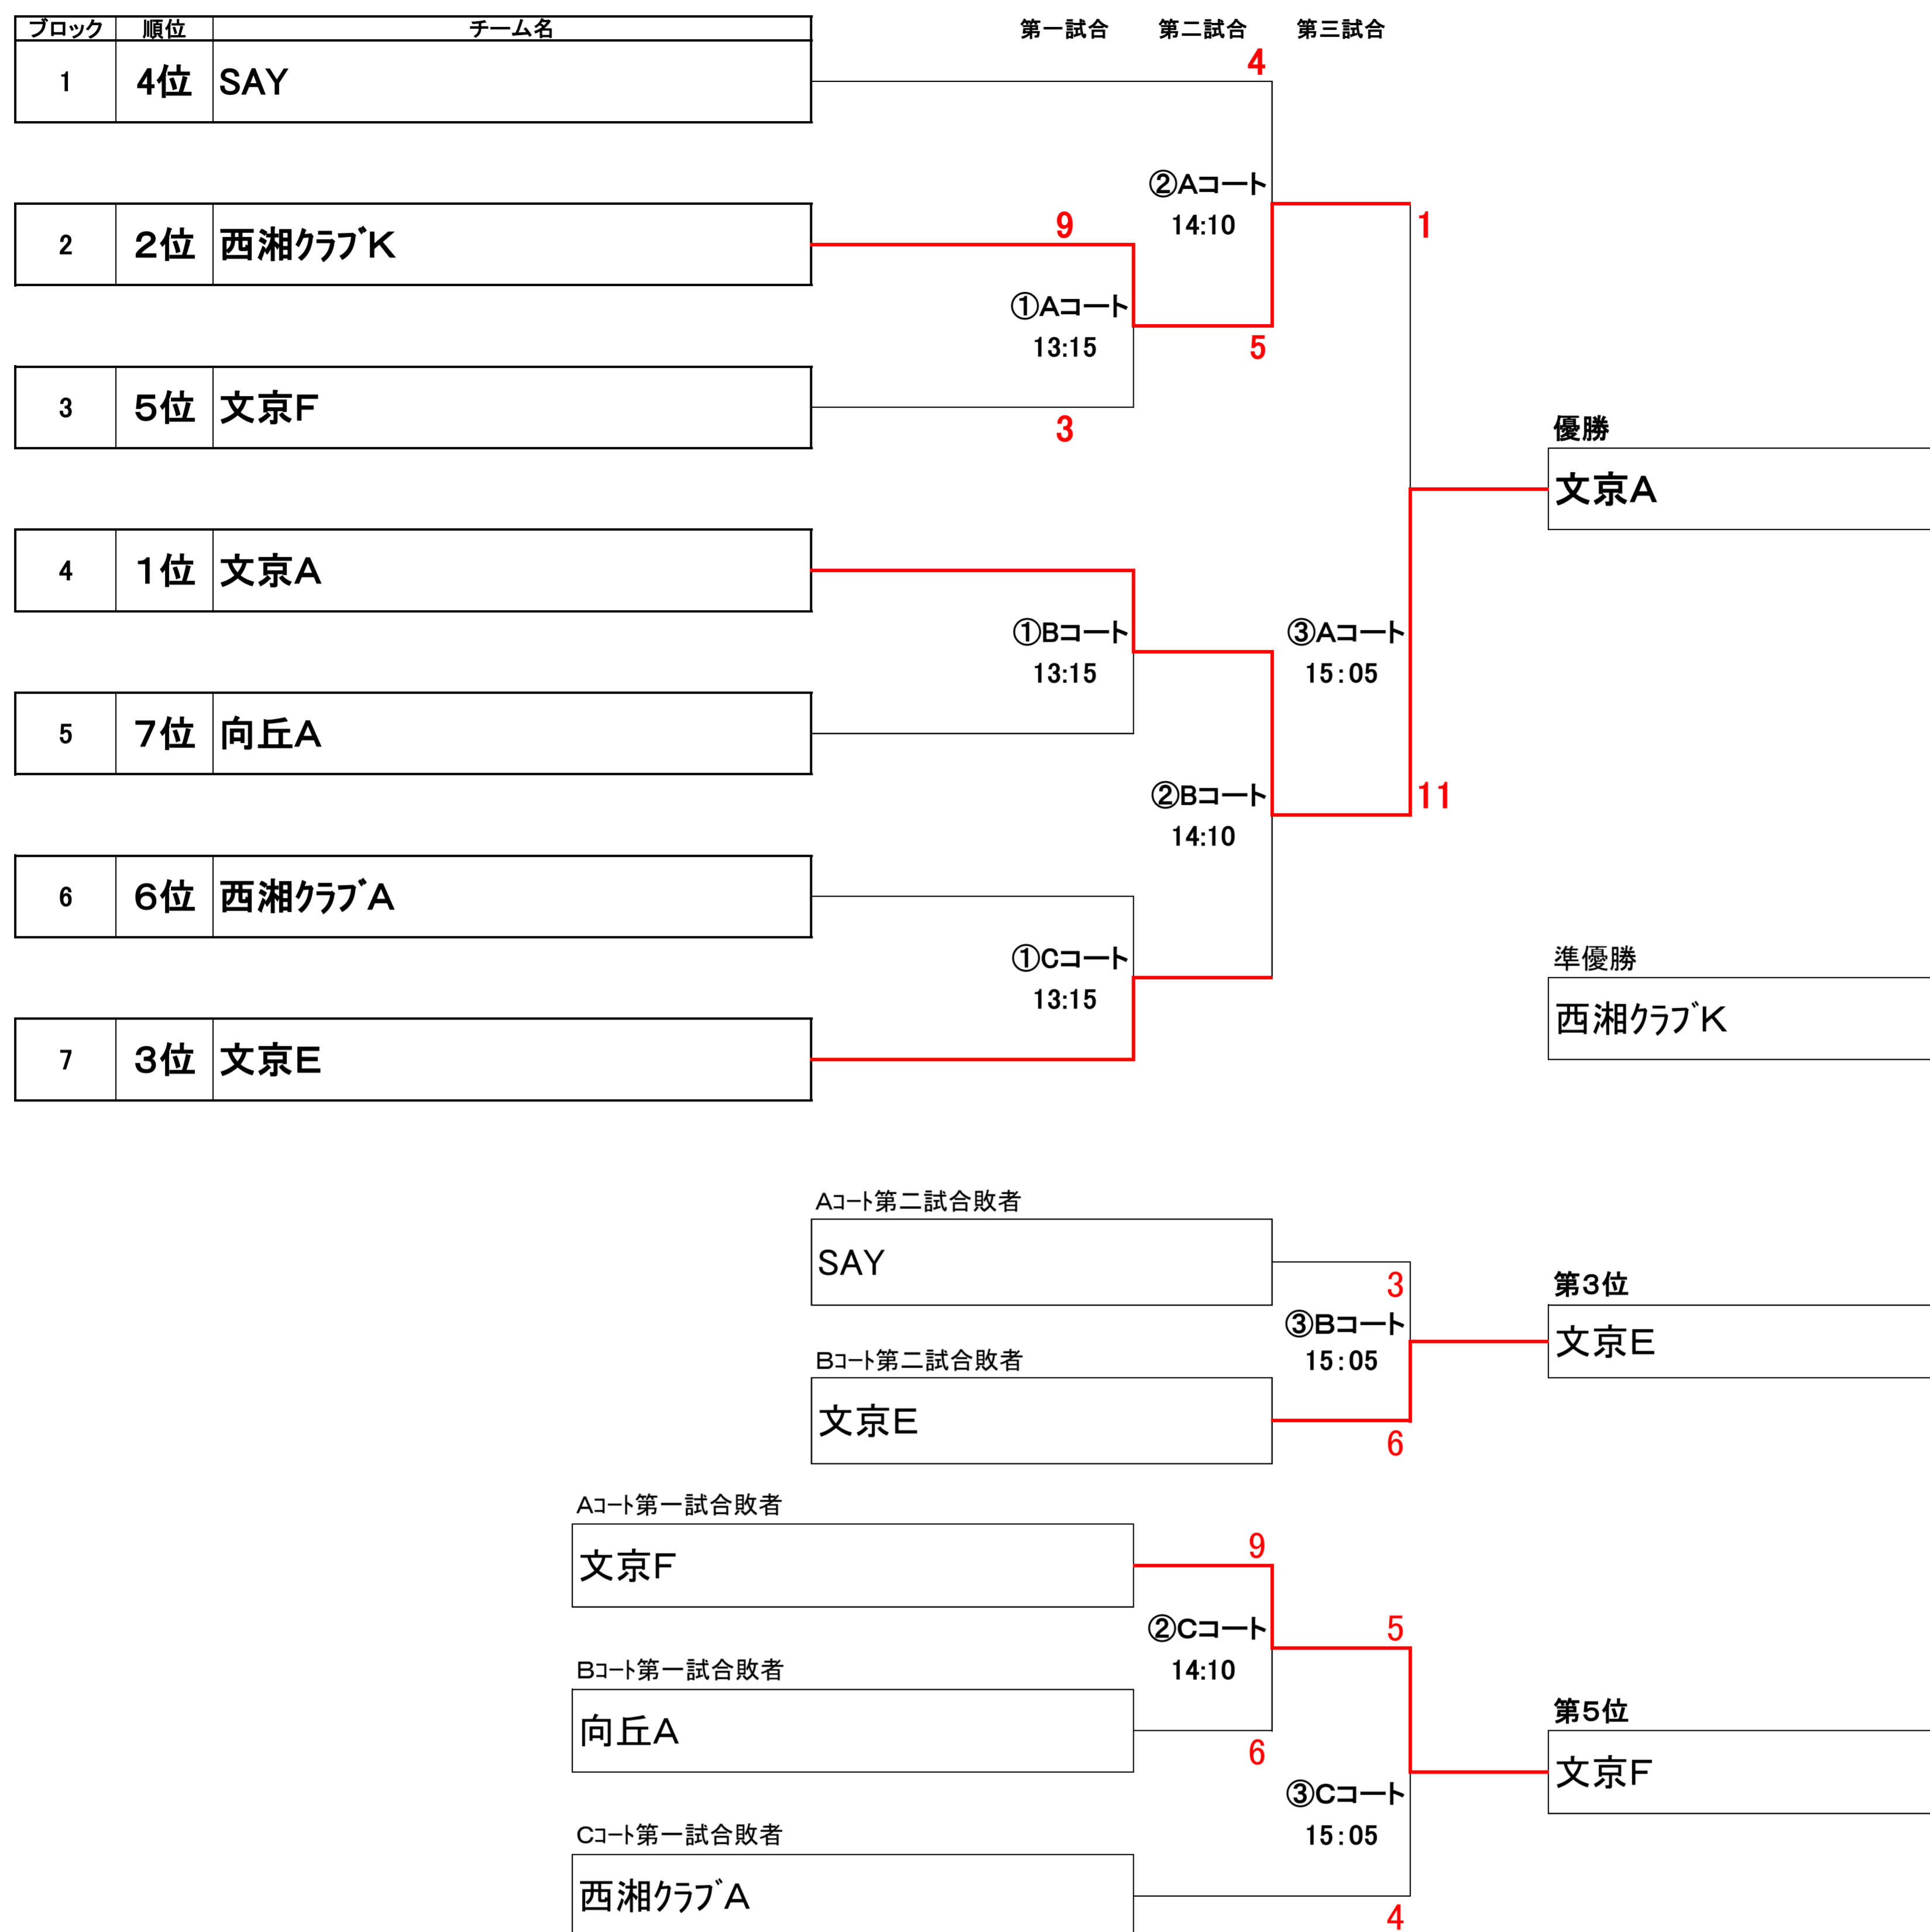 ブロック 順位 チーム名 第一試合 第二試合 第三試合
4
1 4位 SAY
②Aコート
14:10
9
1
2 2位 西湘クラブK
①Aコート
13:15
5
3 5位 文京F
3
優勝
文京A
4 1位 文京A
①Bコート
13:15
③Aコート
15:05
5 7位 向丘A
②Bコート
14:10
11
6 6位 西湘クラブA
①Cコート
13:15
準優勝
西湘クラブK
7 3位 文京E
Aコート第二試合敗者
SAY
3
③Bコート
15:05
第3位
文京E
Bコート第二試合敗者
文京E
6
Aコート第一試合敗者
文京F
9
②Cコート
14:10
5
Bコート第一試合敗者
向丘A
6
第5位
文京F
③Cコート
15:05
Cコート第一試合敗者
西湘クラブA
4